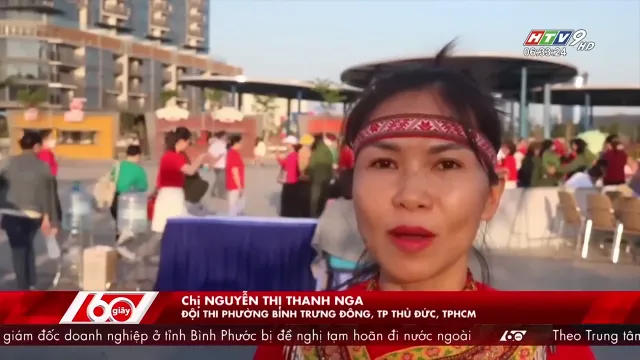 HTV9 HD
06:33:24
Chị NGUYỄN THỊ THANH NGA
ĐỘI THI PHƯỜNG BÌNH TRƯNG ĐÔNG, TP THỦ ĐỨC, TPHCM
60 giây
giám đốc doanh nghiệp ở tỉnh Bình Phước bị đề nghị tạm hoãn đi nước ngoài 60 giây Theo Trung tâ